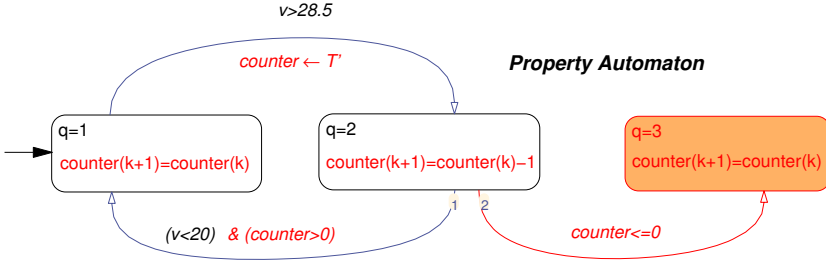 v>28.5
counter ← T'
Property Automaton
q=1
counter(k+1)=counter(k)
q=2
counter(k+1)=counter(k)−1
q=3
counter(k+1)=counter(k)
1
2
(v<20) & (counter>0)
counter<=0